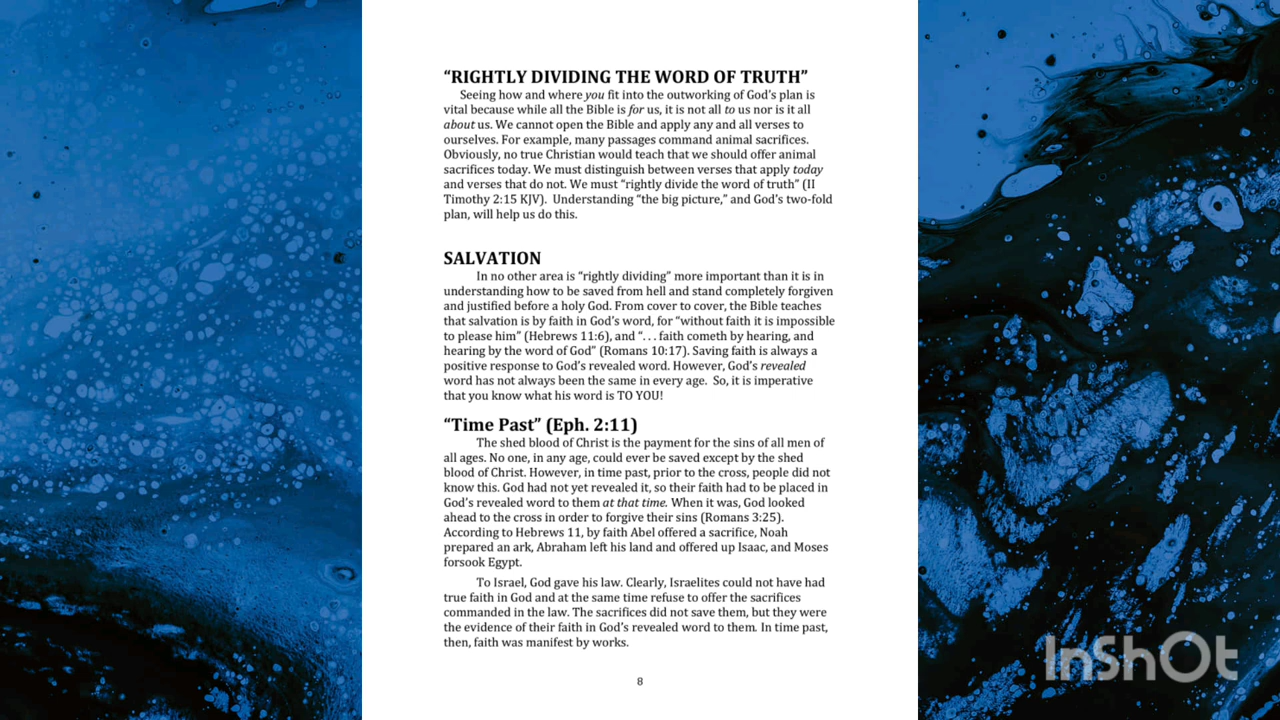 “RIGHTLY DIVIDING THE WORD OF TRUTH”
Seeing how and where you fit into the outworking of God’s plan is
vital because while all the Bible is for us, it is not all to us nor is it all
about us. We cannot open the Bible and apply any and all verses to
ourselves. For example, many passages command animal sacrifices.
Obviously, no true Christian would teach that we should offer animal
sacrifices today. We must distinguish between verses that apply today
and verses that do not. We must “rightly divide the word of truth” (II
Timothy 2:15 KJV).  Understanding “the big picture,” and God’s two-fold
plan, will help us do this.
SALVATION
In no other area is “rightly dividing” more important than it is in
understanding how to be saved from hell and stand completely forgiven
and justified before a holy God. From cover to cover, the Bible teaches
that salvation is by faith in God’s word, for “without faith it is impossible
to please him” (Hebrews 11:6), and “. . . faith cometh by hearing, and
hearing by the word of God” (Romans 10:17). Saving faith is always a
positive response to God’s revealed word. However, God’s revealed
word has not always been the same in every age.  So, it is imperative
that you know what his word is TO YOU!
“Time Past” (Eph. 2:11)
The shed blood of Christ is the payment for the sins of all men of
all ages. No one, in any age, could ever be saved except by the shed
blood of Christ. However, in time past, prior to the cross, people did not
know this. God had not yet revealed it, so their faith had to be placed in
God’s revealed word to them at that time. When it was, God looked
ahead to the cross in order to forgive their sins (Romans 3:25).
According to Hebrews 11, by faith Abel offered a sacrifice, Noah
prepared an ark, Abraham left his land and offered up Isaac, and Moses
forsook Egypt.
To Israel, God gave his law. Clearly, Israelites could not have had
true faith in God and at the same time refuse to offer the sacrifices
commanded in the law. The sacrifices did not save them, but they were
the evidence of their faith in God’s revealed word to them. In time past,
then, faith was manifest by works.
8
InShOt